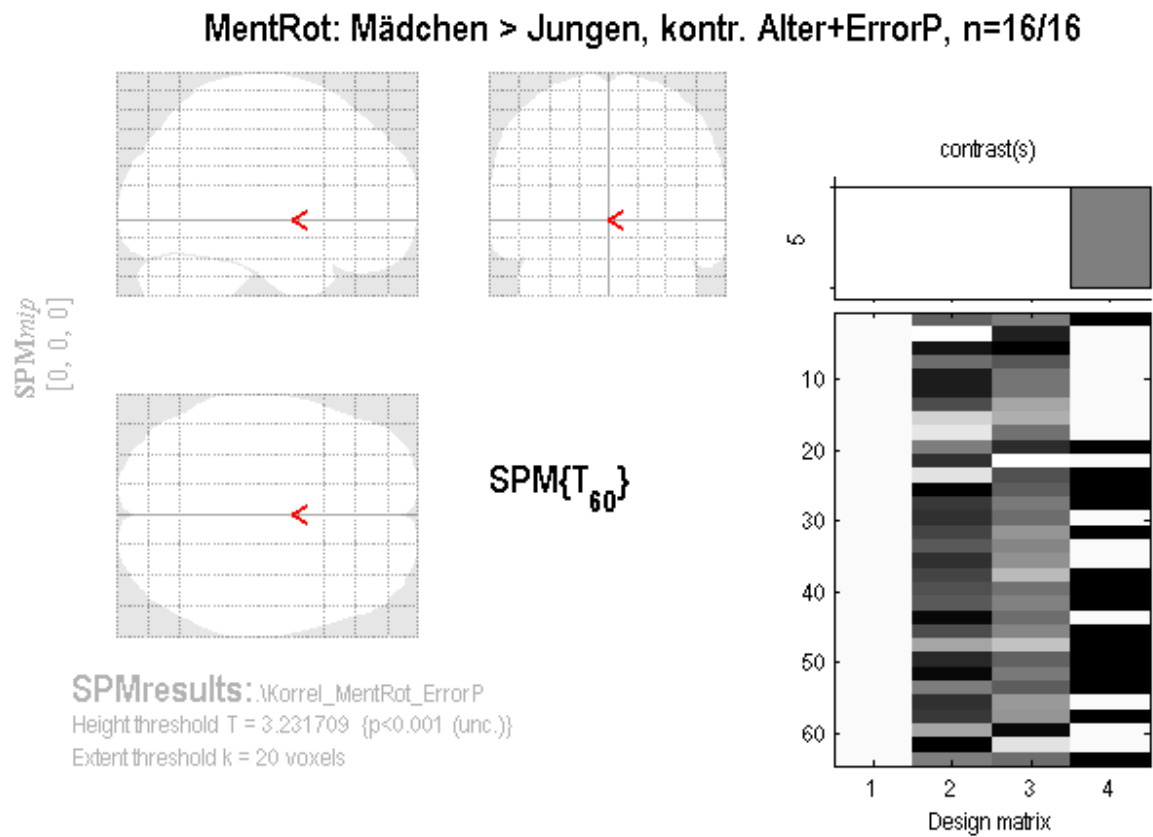 MentRot: Mädchen > Jungen, kontr. Alter+ErrorP, n=16/16
SPMmip
[0, 0, 0]
SPM{T60}
SPMresults: .\Korrel_MentRot_ErrorP
Height threshold T = 3.231709 {p<0.001 (unc.)}
Extent threshold k = 20 voxels
contrast(s)
5
10
20
30
40
50
60
1 2 3 4
Design matrix